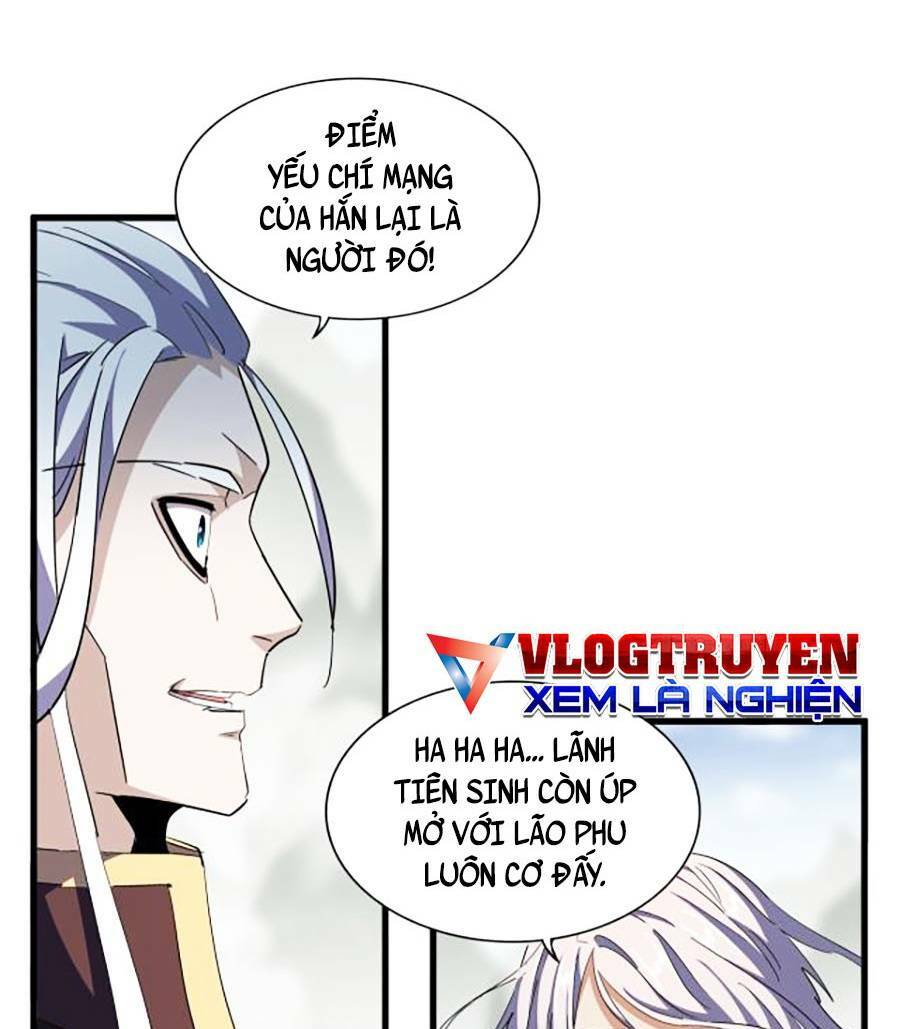 ĐIỂM
YẾU CHÍ MẠNG
CỦA HẮN LẠI LÀ
NGƯỜI ĐÓ!
VLOGTRUYEN
XEM LÀ NGHIỆN
HA HA HA... LÃNH
TIÊN SINH CÒN ÚP
MỞ VỚI LÃO PHU
LUÔN CƠ ĐẤY.